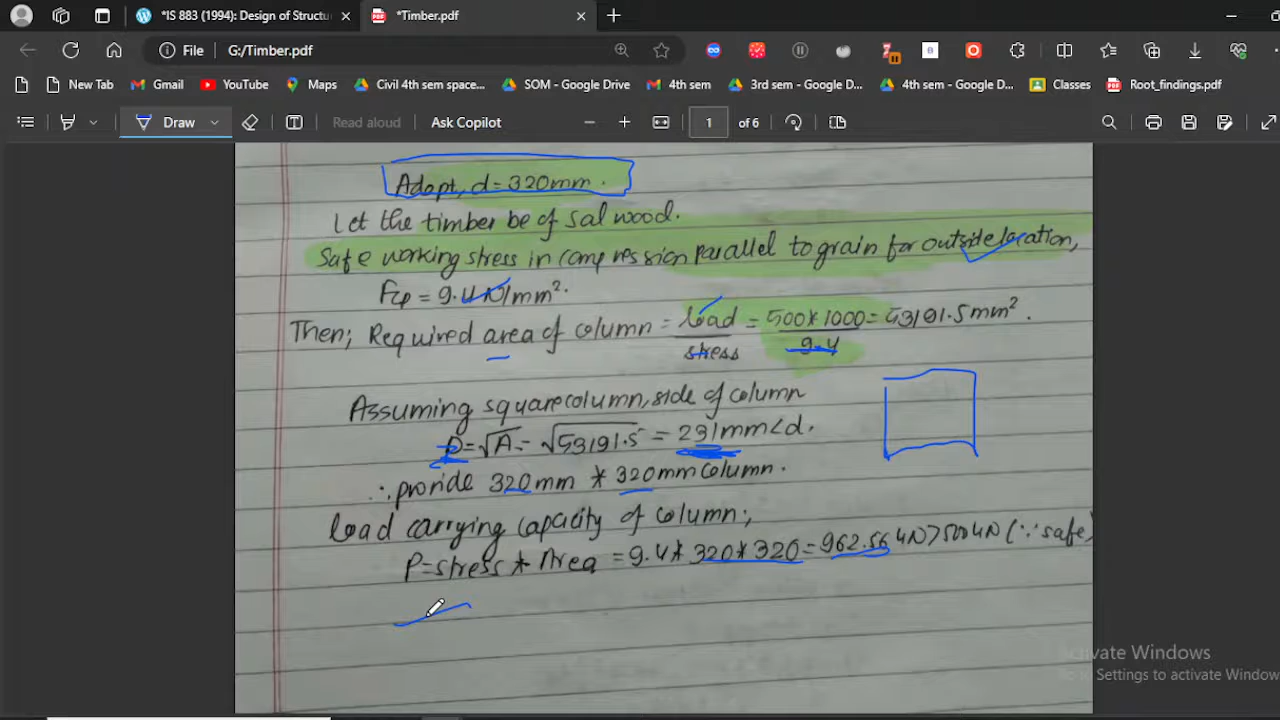 *IS 883 (1994): Design of Structu
*Timber.pdf
File G:/Timber.pdf
New Tab Gmail YouTube Maps Civil 4th sem space... SOM - Google Drive 4th sem 3rd sem - Google D... 4th sem - Google D... Classes Root_findings.pdf
Draw Read aloud Ask Copilot 1 of 6
Adopt, d = 320mm.
Let the timber be of sal wood.
Safe working stress in compression parallel to grain for outside location,
Fcp = 9.4 N/mm².
Then; Required area of column = load/stress = 500*1000/9.4 = 53191.5 mm².
Assuming square column, side of column
D = √A = √53191.5 = 231mm < d.
∴ provide 320mm * 320mm column.
load carrying capacity of column;
P = stress * Area = 9.4 * 320 * 320 = 962.56 kN > 500 kN (∵ safe)
Activate Windows
Go to Settings to activate Window